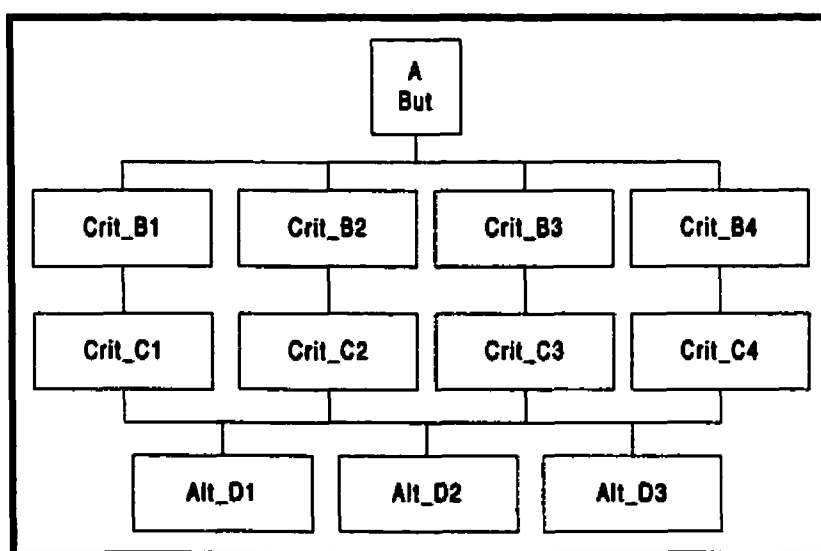 A
But
Crit_B1 Crit_B2 Crit_B3 Crit_B4
Crit_C1 Crit_C2 Crit_C3 Crit_C4
Alt_D1 Alt_D2 Alt_D3